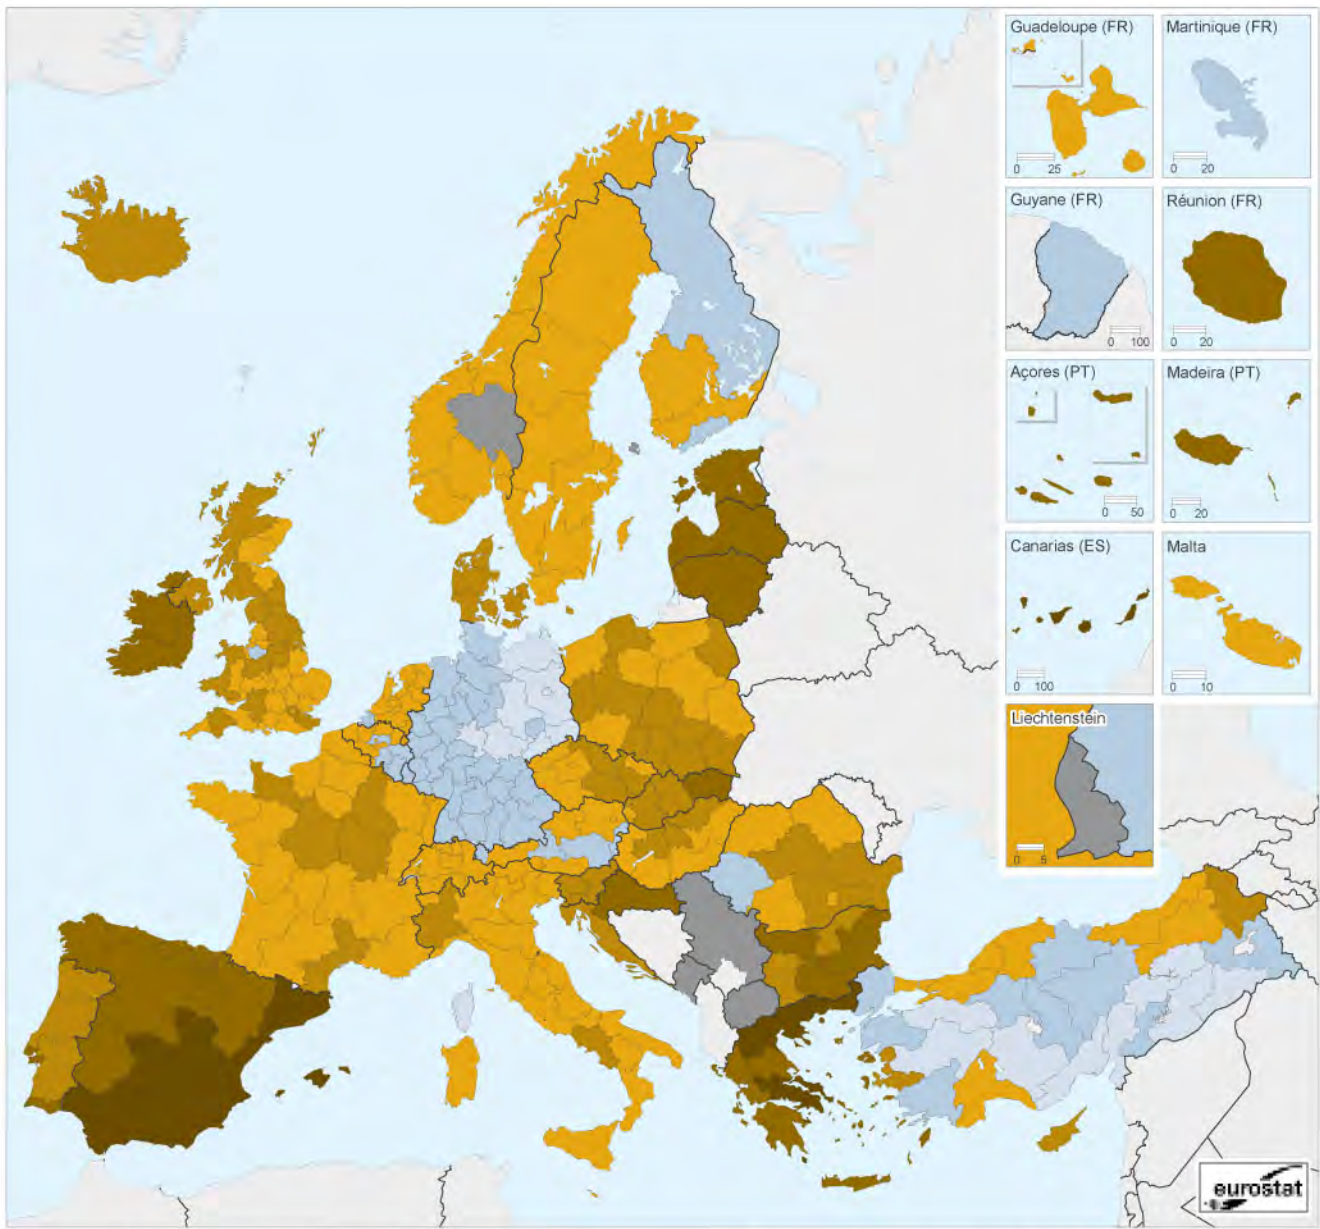 Guadeloupe (FR)
0 25
Martinique (FR)
0 20
Guyane (FR)
0 100
Réunion (FR)
0 20
Açores (PT)
0 50
Madeira (PT)
0 20
Canarias (ES)
0 100
Malta
0 10
Liechtenstein
0 5
eurostat